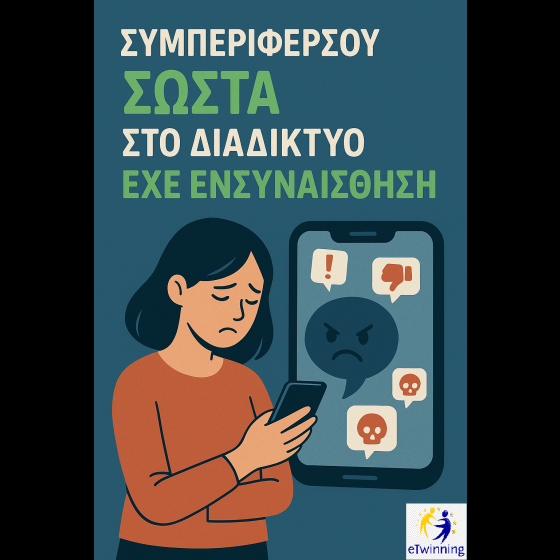 ΣΥΜΠΕΡΙΦΕΡΣΟΥ
ΣΩΣΤΑ
ΣΤΟ ΔΙΑΔΙΚΤΥΟ
ΕΧΕ ΕΝΣΥΝΑΙΣΘΗΣΗ
!
eTwinning